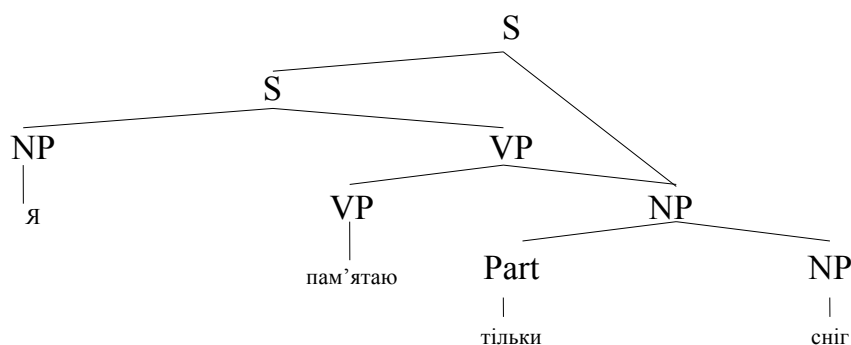 S
S
NP VP
я VP NP
пам’ятаю Part NP
тільки сніг